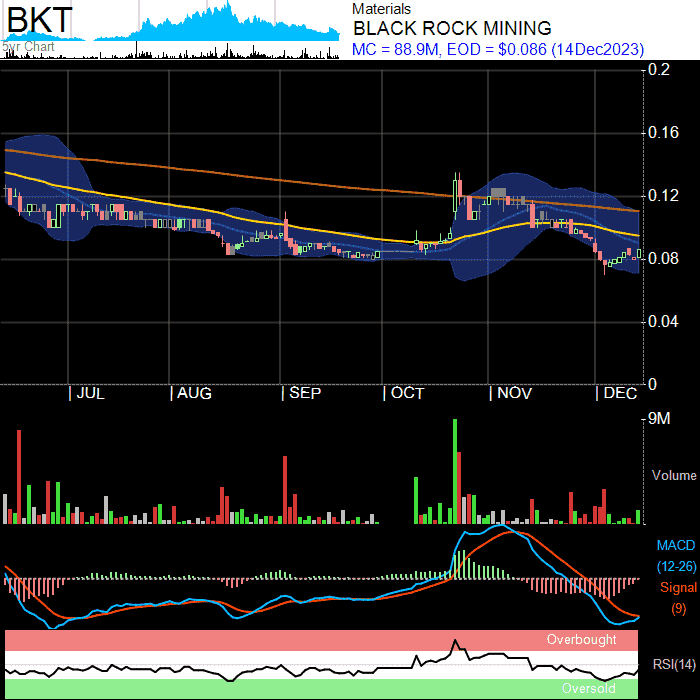 BKT
5yr Chart
Materials
BLACK ROCK MINING
MC = 88.9M, EOD = $0.086 (14Dec2023)
0.2
0.16
0.12
0.08
0.04
0
JUL AUG SEP OCT NOV DEC
9M
Volume
MACD
(12-26)
Signal
(9)
Overbought
RSI(14)
Oversold